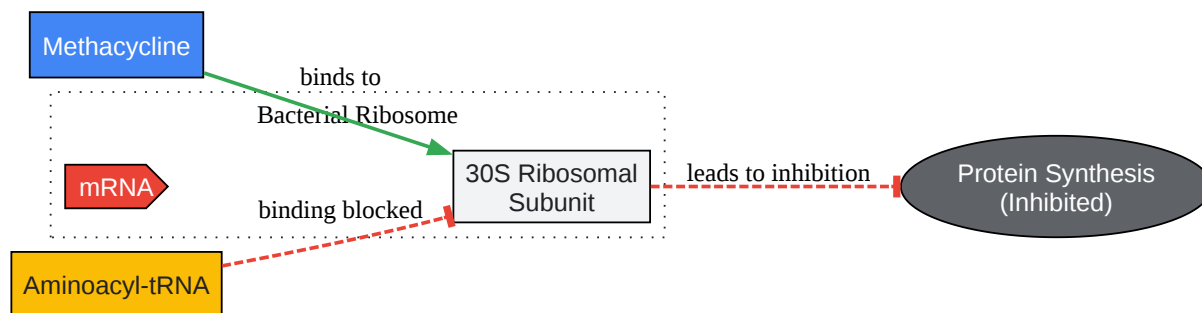 Methacycline
binds to
Bacterial Ribosome
mRNA
30S Ribosomal
Subunit
leads to inhibition
Protein Synthesis
(Inhibited)
binding blocked
Aminoacyl-tRNA